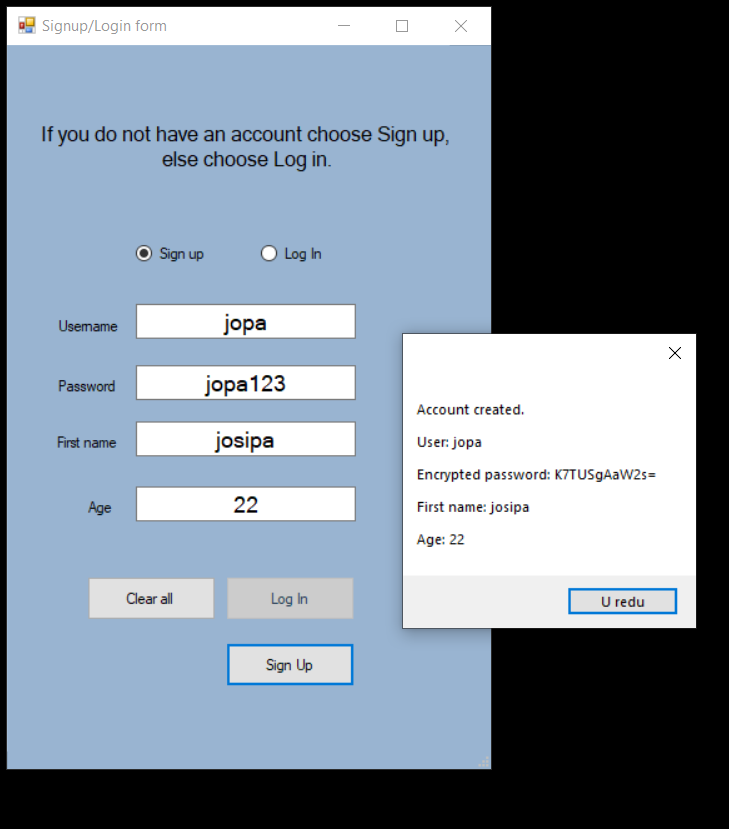 Signup/Login form
If you do not have an account choose Sign up,
else choose Log in.
Sign up
Log In
Username
jopa
Password
jopa123
First name
josipa
Age
22
Clear all
Log In
Sign Up
Account created.
User: jopa
Encrypted password: K7TUSgAaW2s=
First name: josipa
Age: 22
U redu